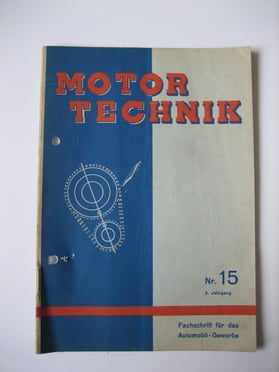 MOTOR
TECHNIK
Nr. 15
2. Jahrgang
Fachschrift für das
Automobil-Gewerbe